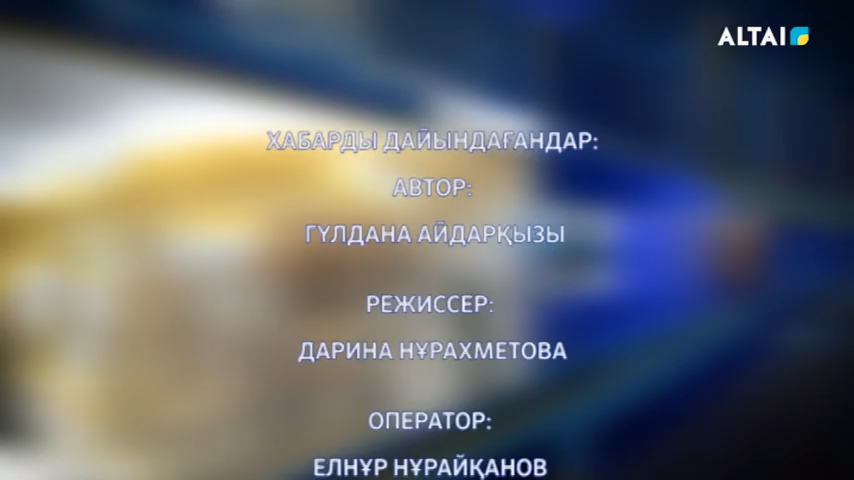 ALTAI
ХАБАРДЫ ДАЙЫНДАҒАНДАР:
АВТОР:
ГҮЛДАНА АЙДАРҚЫЗЫ
РЕЖИССЕР:
ДАРИНА НҰРАХМЕТОВА
ОПЕРАТОР:
ЕЛНҰР НҰРАЙҚАНОВ